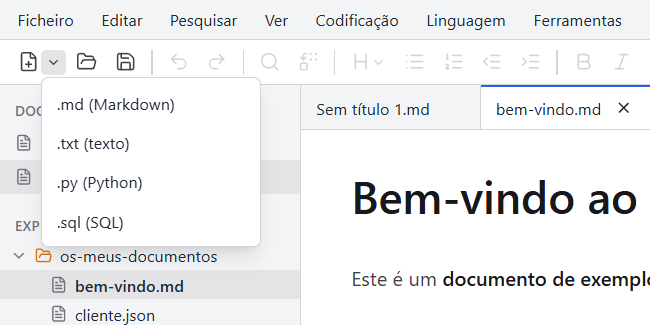 Ficheiro Editar Pesquisar Ver Codificação Linguagem Ferramentas
H B I
DOC
.md (Markdown)
.txt (texto)
.py (Python)
.sql (SQL)
EXP
os-meus-documentos
bem-vindo.md
cliente.json
Sem título 1.md bem-vindo.md
Bem-vindo ao
Este é um documento de exemplo